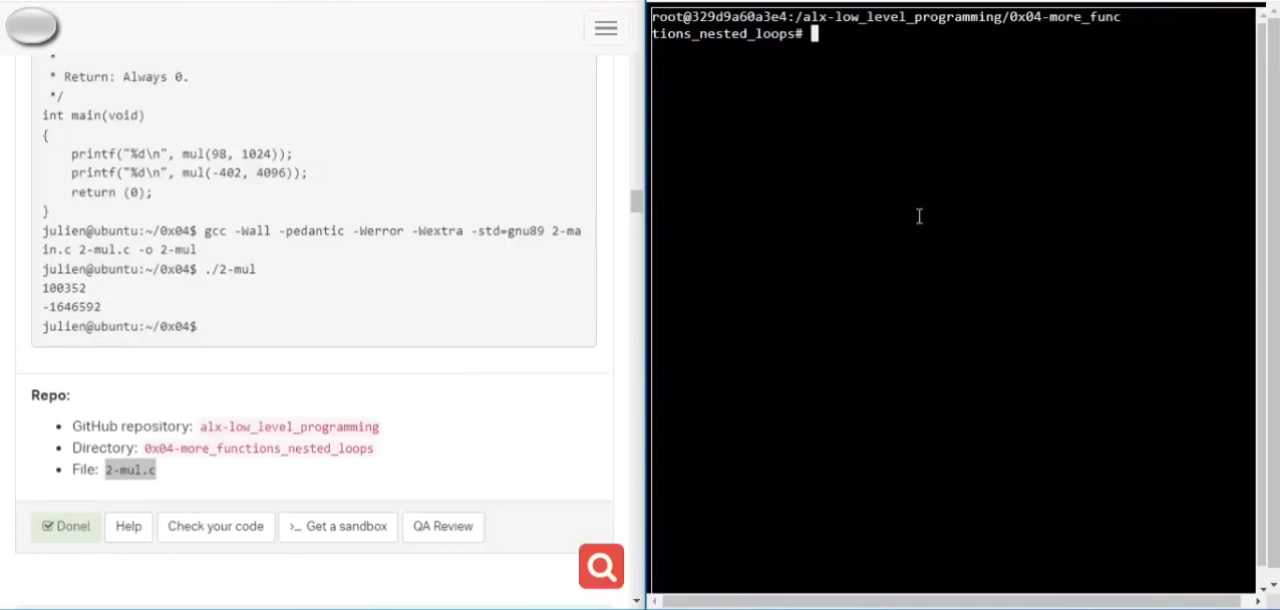 *
* Return: Always 0.
*/
int main(void)
{
printf("%d\n", mul(98, 1024));
printf("%d\n", mul(-402, 4096));
return (0);
}
julien@ubuntu:~/0x04$ gcc -Wall -pedantic -Werror -Wextra -std=gnu89 2-ma
in.c 2-mul.c -o 2-mul
julien@ubuntu:~/0x04$ ./2-mul
100352
-1646592
julien@ubuntu:~/0x04$
Repo:
• GitHub repository: alx-low_level_programming
• Directory: 0x04-more_functions_nested_loops
• File: 2-mul.c
Done!
Help
Check your code
>_ Get a sandbox
QA Review
root@329d9a60a3e4:/alx-low_level_programming/0x04-more_func
tions_nested_loops#